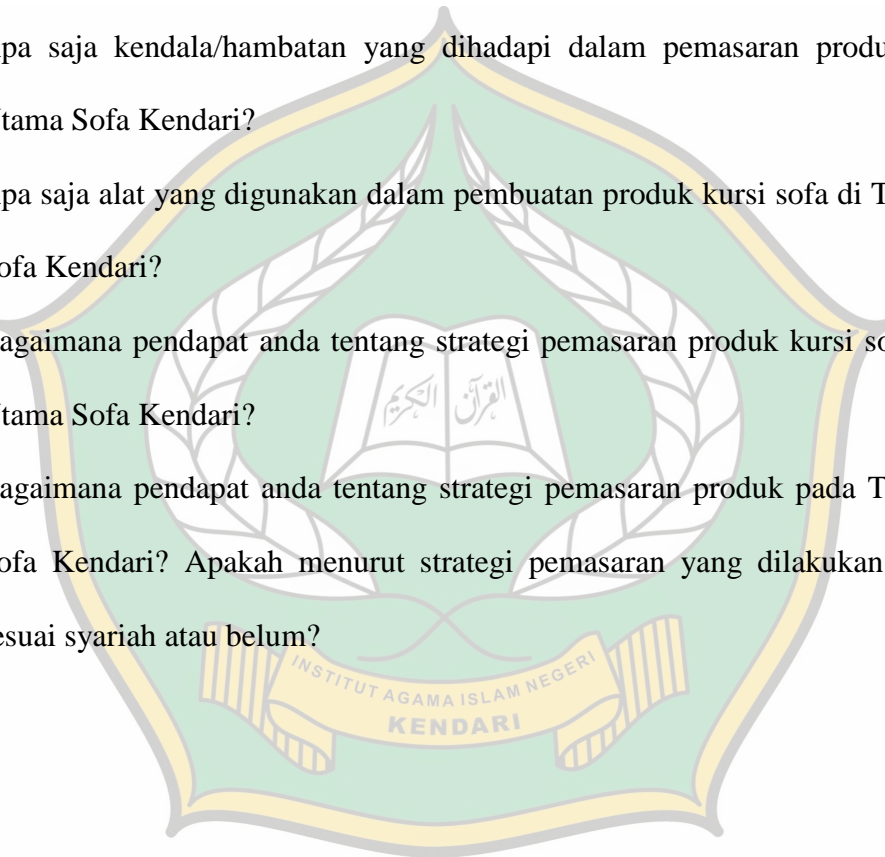 pa saja kendala/hambatan yang dihadapi dalam pemasaran produ
tama Sofa Kendari?
pa saja alat yang digunakan dalam pembuatan produk kursi sofa di T
ofa Kendari?
agaimana pendapat anda tentang strategi pemasaran produk kursi so
tama Sofa Kendari?
القرآن الكريم
agaimana pendapat anda tentang strategi pemasaran produk pada T
ofa Kendari? Apakah menurut strategi pemasaran yang dilakukan
esuai syariah atau belum?
INSTITUT AGAMA ISLAM NEGERI
KENDARI